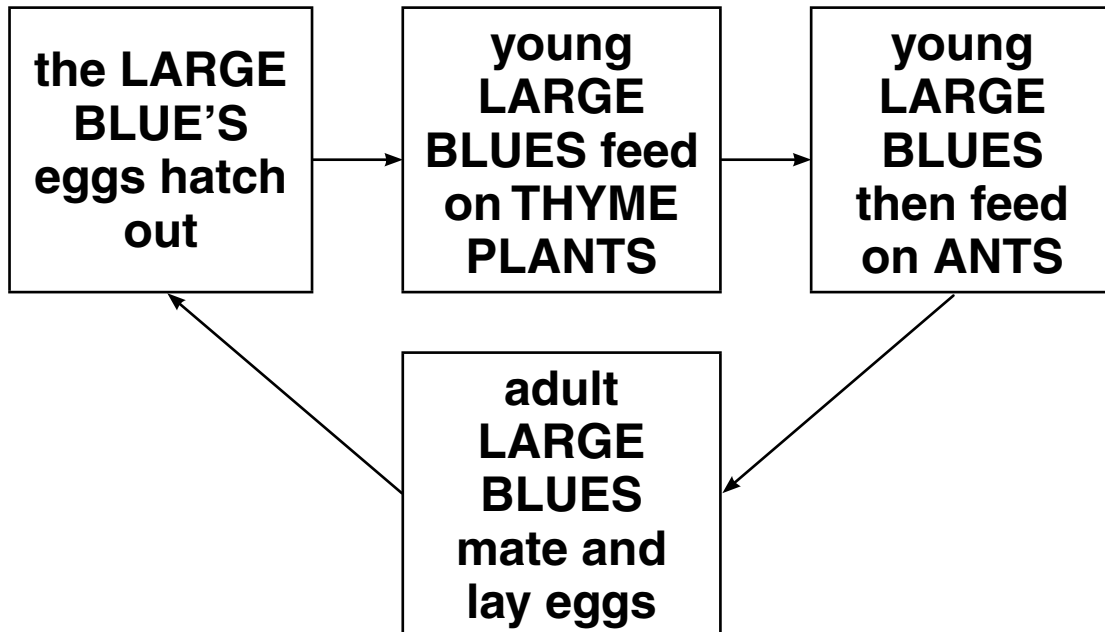 the LARGE
BLUE'S
eggs hatch
out
young
LARGE
BLUES feed
on THYME
PLANTS
young
LARGE
BLUES
then feed
on ANTS
adult
LARGE
BLUES
mate and
lay eggs